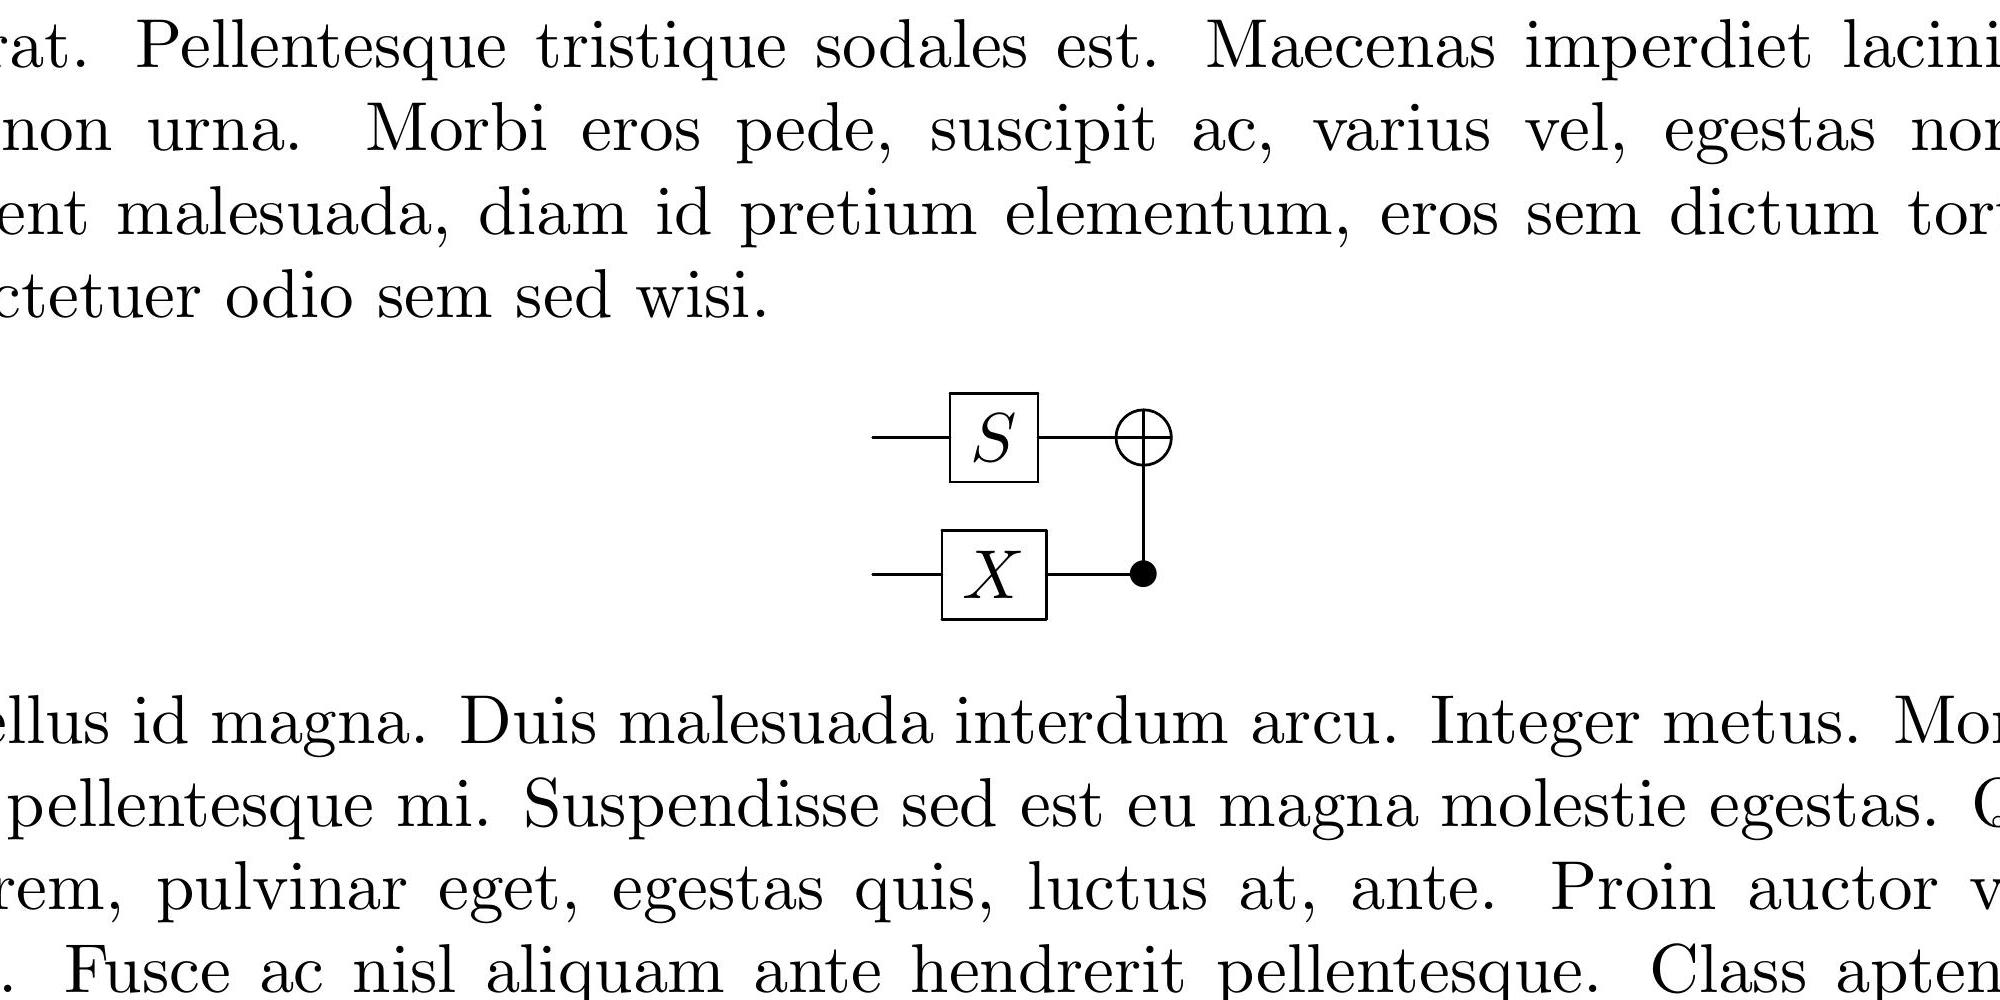 rat. Pellentesque tristique sodales est. Maecenas imperdiet lacini
non urna. Morbi eros pede, suscipit ac, varius vel, egestas non
ent malesuada, diam id pretium elementum, eros sem dictum tort
ctetuer odio sem sed wisi.
S
X
ellus id magna. Duis malesuada interdum arcu. Integer metus. Mor
pellentesque mi. Suspendisse sed est eu magna molestie egestas. Q
rem, pulvinar eget, egestas quis, luctus at, ante. Proin auctor v
. Fusce ac nisl aliquam ante hendrerit pellentesque. Class apten